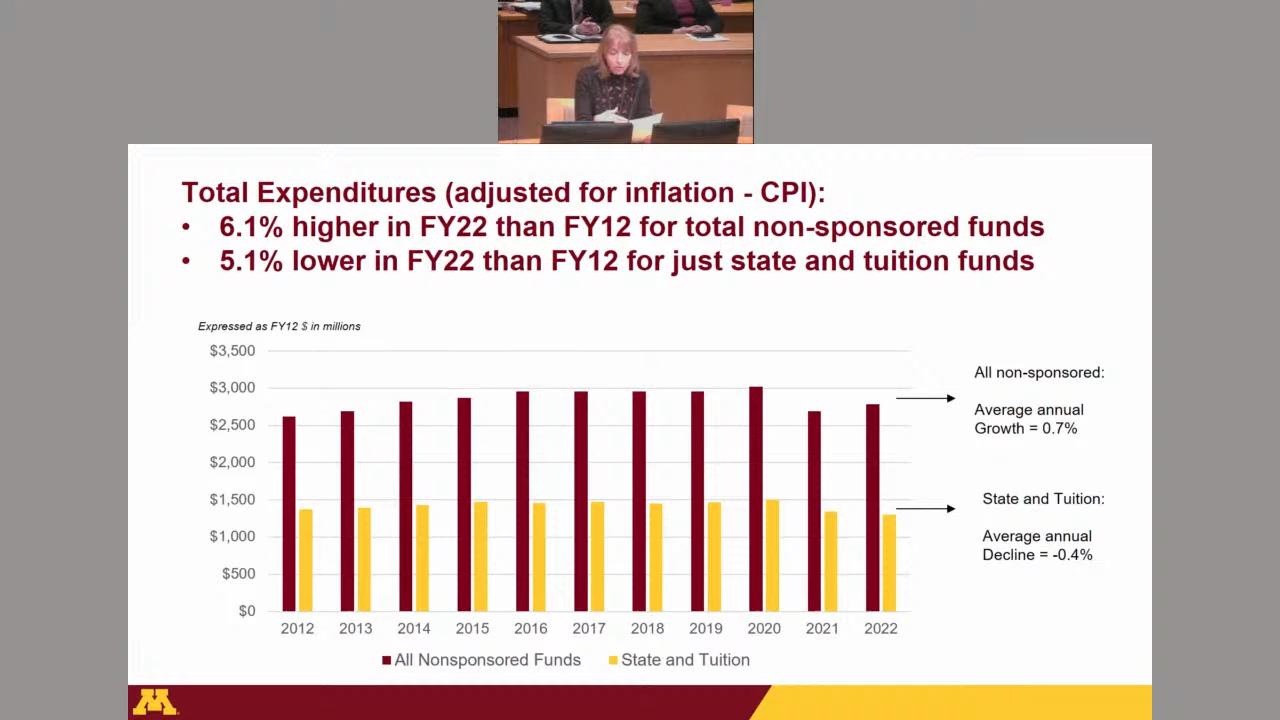 Total Expenditures (adjusted for inflation - CPI):
• 6.1% higher in FY22 than FY12 for total non-sponsored funds
• 5.1% lower in FY22 than FY12 for just state and tuition funds
Expressed as FY12 $ in millions
$3,500
$3,000
$2,500
$2,000
$1,500
$1,000
$500
$0
2012 2013 2014 2015 2016 2017 2018 2019 2020 2021 2022
All Nonsponsored Funds State and Tuition
All non-sponsored:
Average annual
Growth = 0.7%
State and Tuition:
Average annual
Decline = -0.4%
M